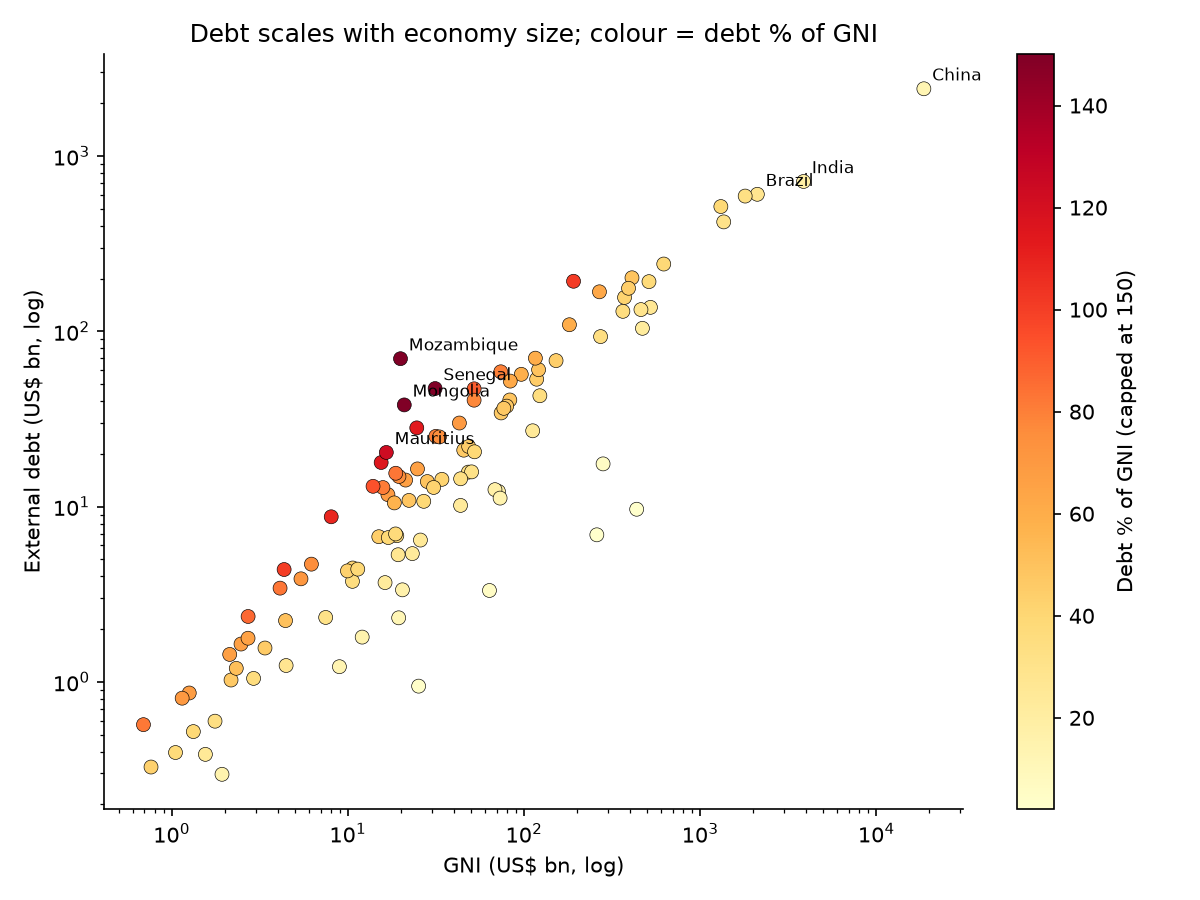 Debt scales with economy size; colour = debt % of GNI
China
India
Brazil
Mozambique
Senegal
Mongolia
Mauritius
External debt (US$ bn, log)
10³
10²
10¹
10⁰
10⁰ 10¹ 10² 10³ 10⁴
GNI (US$ bn, log)
140
120
100
80
60
40
20
Debt % of GNI (capped at 150)